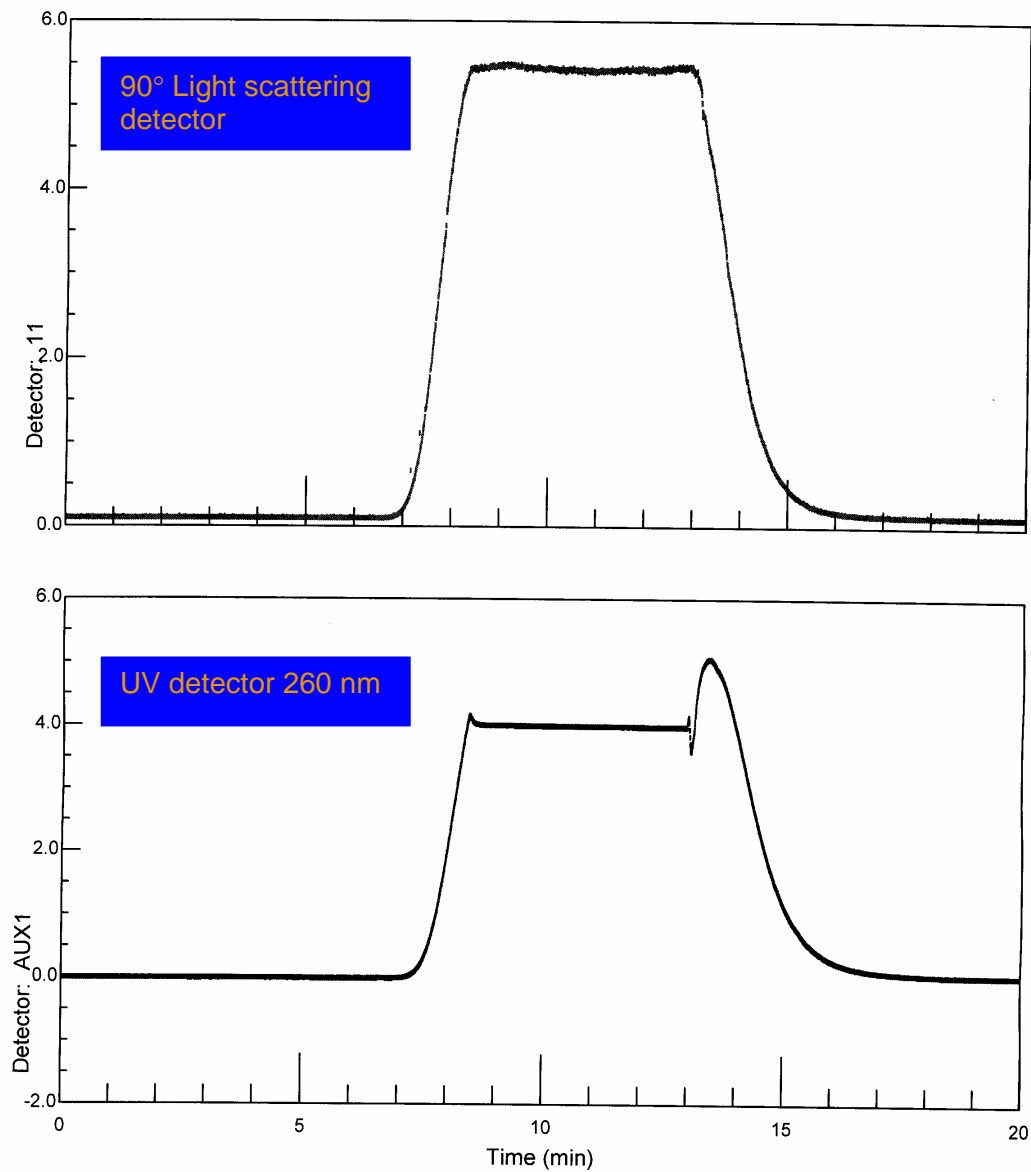 6.0
90° Light scattering
detector
4.0
2.0
Detector: 11
0.0
6.0
UV detector 260 nm
4.0
2.0
Detector: AUX1
0.0
-2.0
0 5 10 15 20
Time (min)